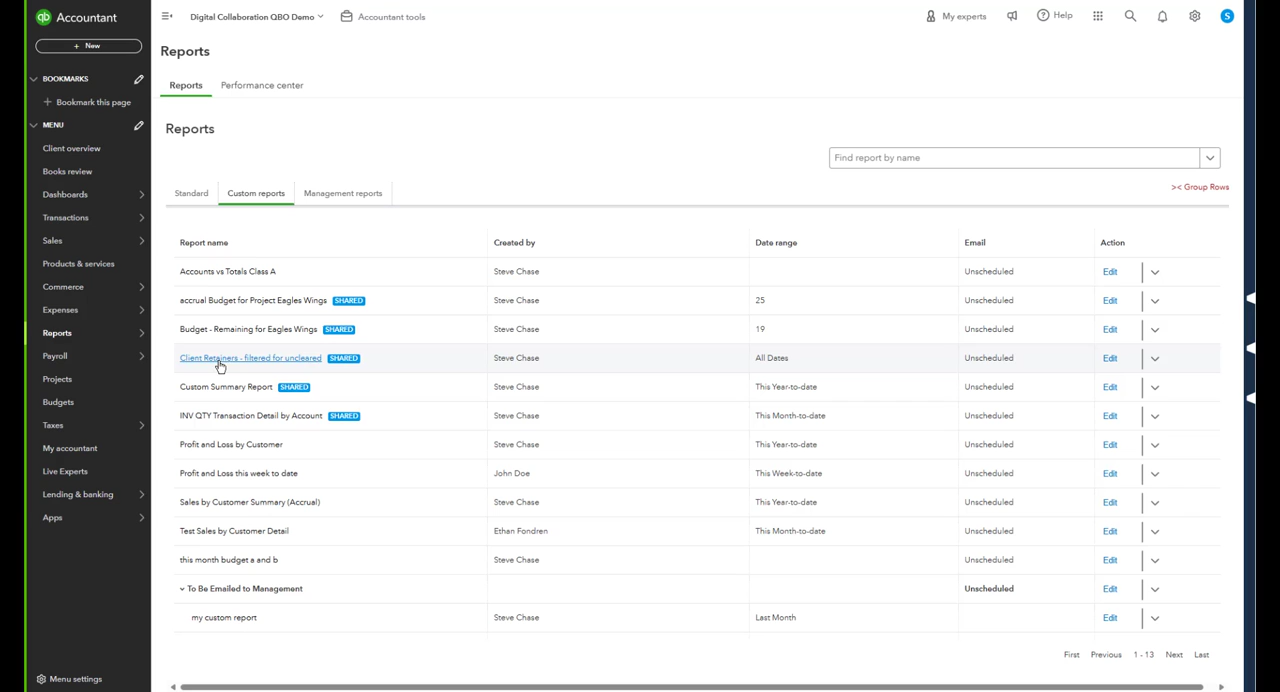 qb Accountant
Digital Collaboration QBO Demo
Accountant tools
My experts
Help
S
+ New
BOOKMARKS
+ Bookmark this page
MENU
Client overview
Books review
Dashboards
Transactions
Sales
Products & services
Commerce
Expenses
Reports
Payroll
Projects
Budgets
Taxes
My accountant
Live Experts
Lending & banking
Apps
Menu settings
Reports
Reports Performance center
Reports
Find report by name
Standard Custom reports Management reports
>< Group Rows
Report name Created by Date range Email Action
Accounts vs Totals Class A Steve Chase Unscheduled Edit
accrual Budget for Project Eagles Wings SHARED Steve Chase 25 Unscheduled Edit
Budget - Remaining for Eagles Wings SHARED Steve Chase 19 Unscheduled Edit
Client Retainers - filtered for uncleared SHARED Steve Chase All Dates Unscheduled Edit
Custom Summary Report SHARED Steve Chase This Year-to-date Unscheduled Edit
INV QTY Transaction Detail by Account SHARED Steve Chase This Month-to-date Unscheduled Edit
Profit and Loss by Customer Steve Chase This Year-to-date Unscheduled Edit
Profit and Loss this week to date John Doe This Week-to-date Unscheduled Edit
Sales by Customer Summary (Accrual) Steve Chase This Year-to-date Unscheduled Edit
Test Sales by Customer Detail Ethan Fondren This Month-to-date Unscheduled Edit
this month budget a and b Steve Chase Unscheduled Edit
To Be Emailed to Management Unscheduled Edit
my custom report Steve Chase Last Month Edit
First Previous 1 - 13 Next Last